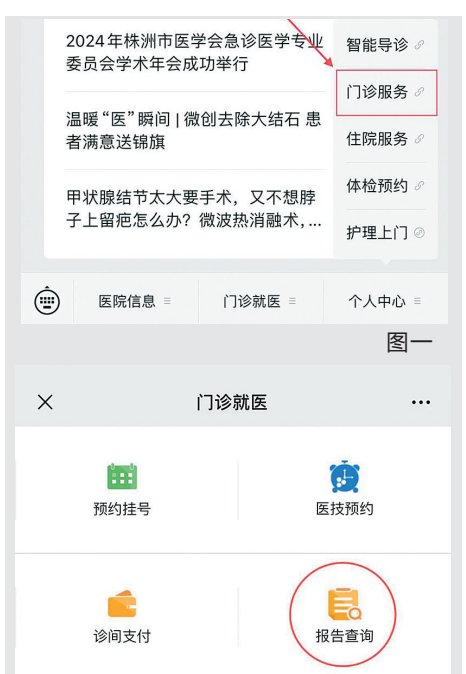 2024年株洲市医学会急诊医学专业
委员会学术年会成功举行
智能导诊
门诊服务
温暖“医”瞬间 | 微创去除大结石 患
者满意送锦旗
住院服务
体检预约
甲状腺结节太大要手术，又不想脖
子上留疤怎么办？微波热消融术，...
护理上门
医院信息
门诊就医
个人中心
图一
门诊就医
预约挂号
医技预约
诊间支付
报告查询